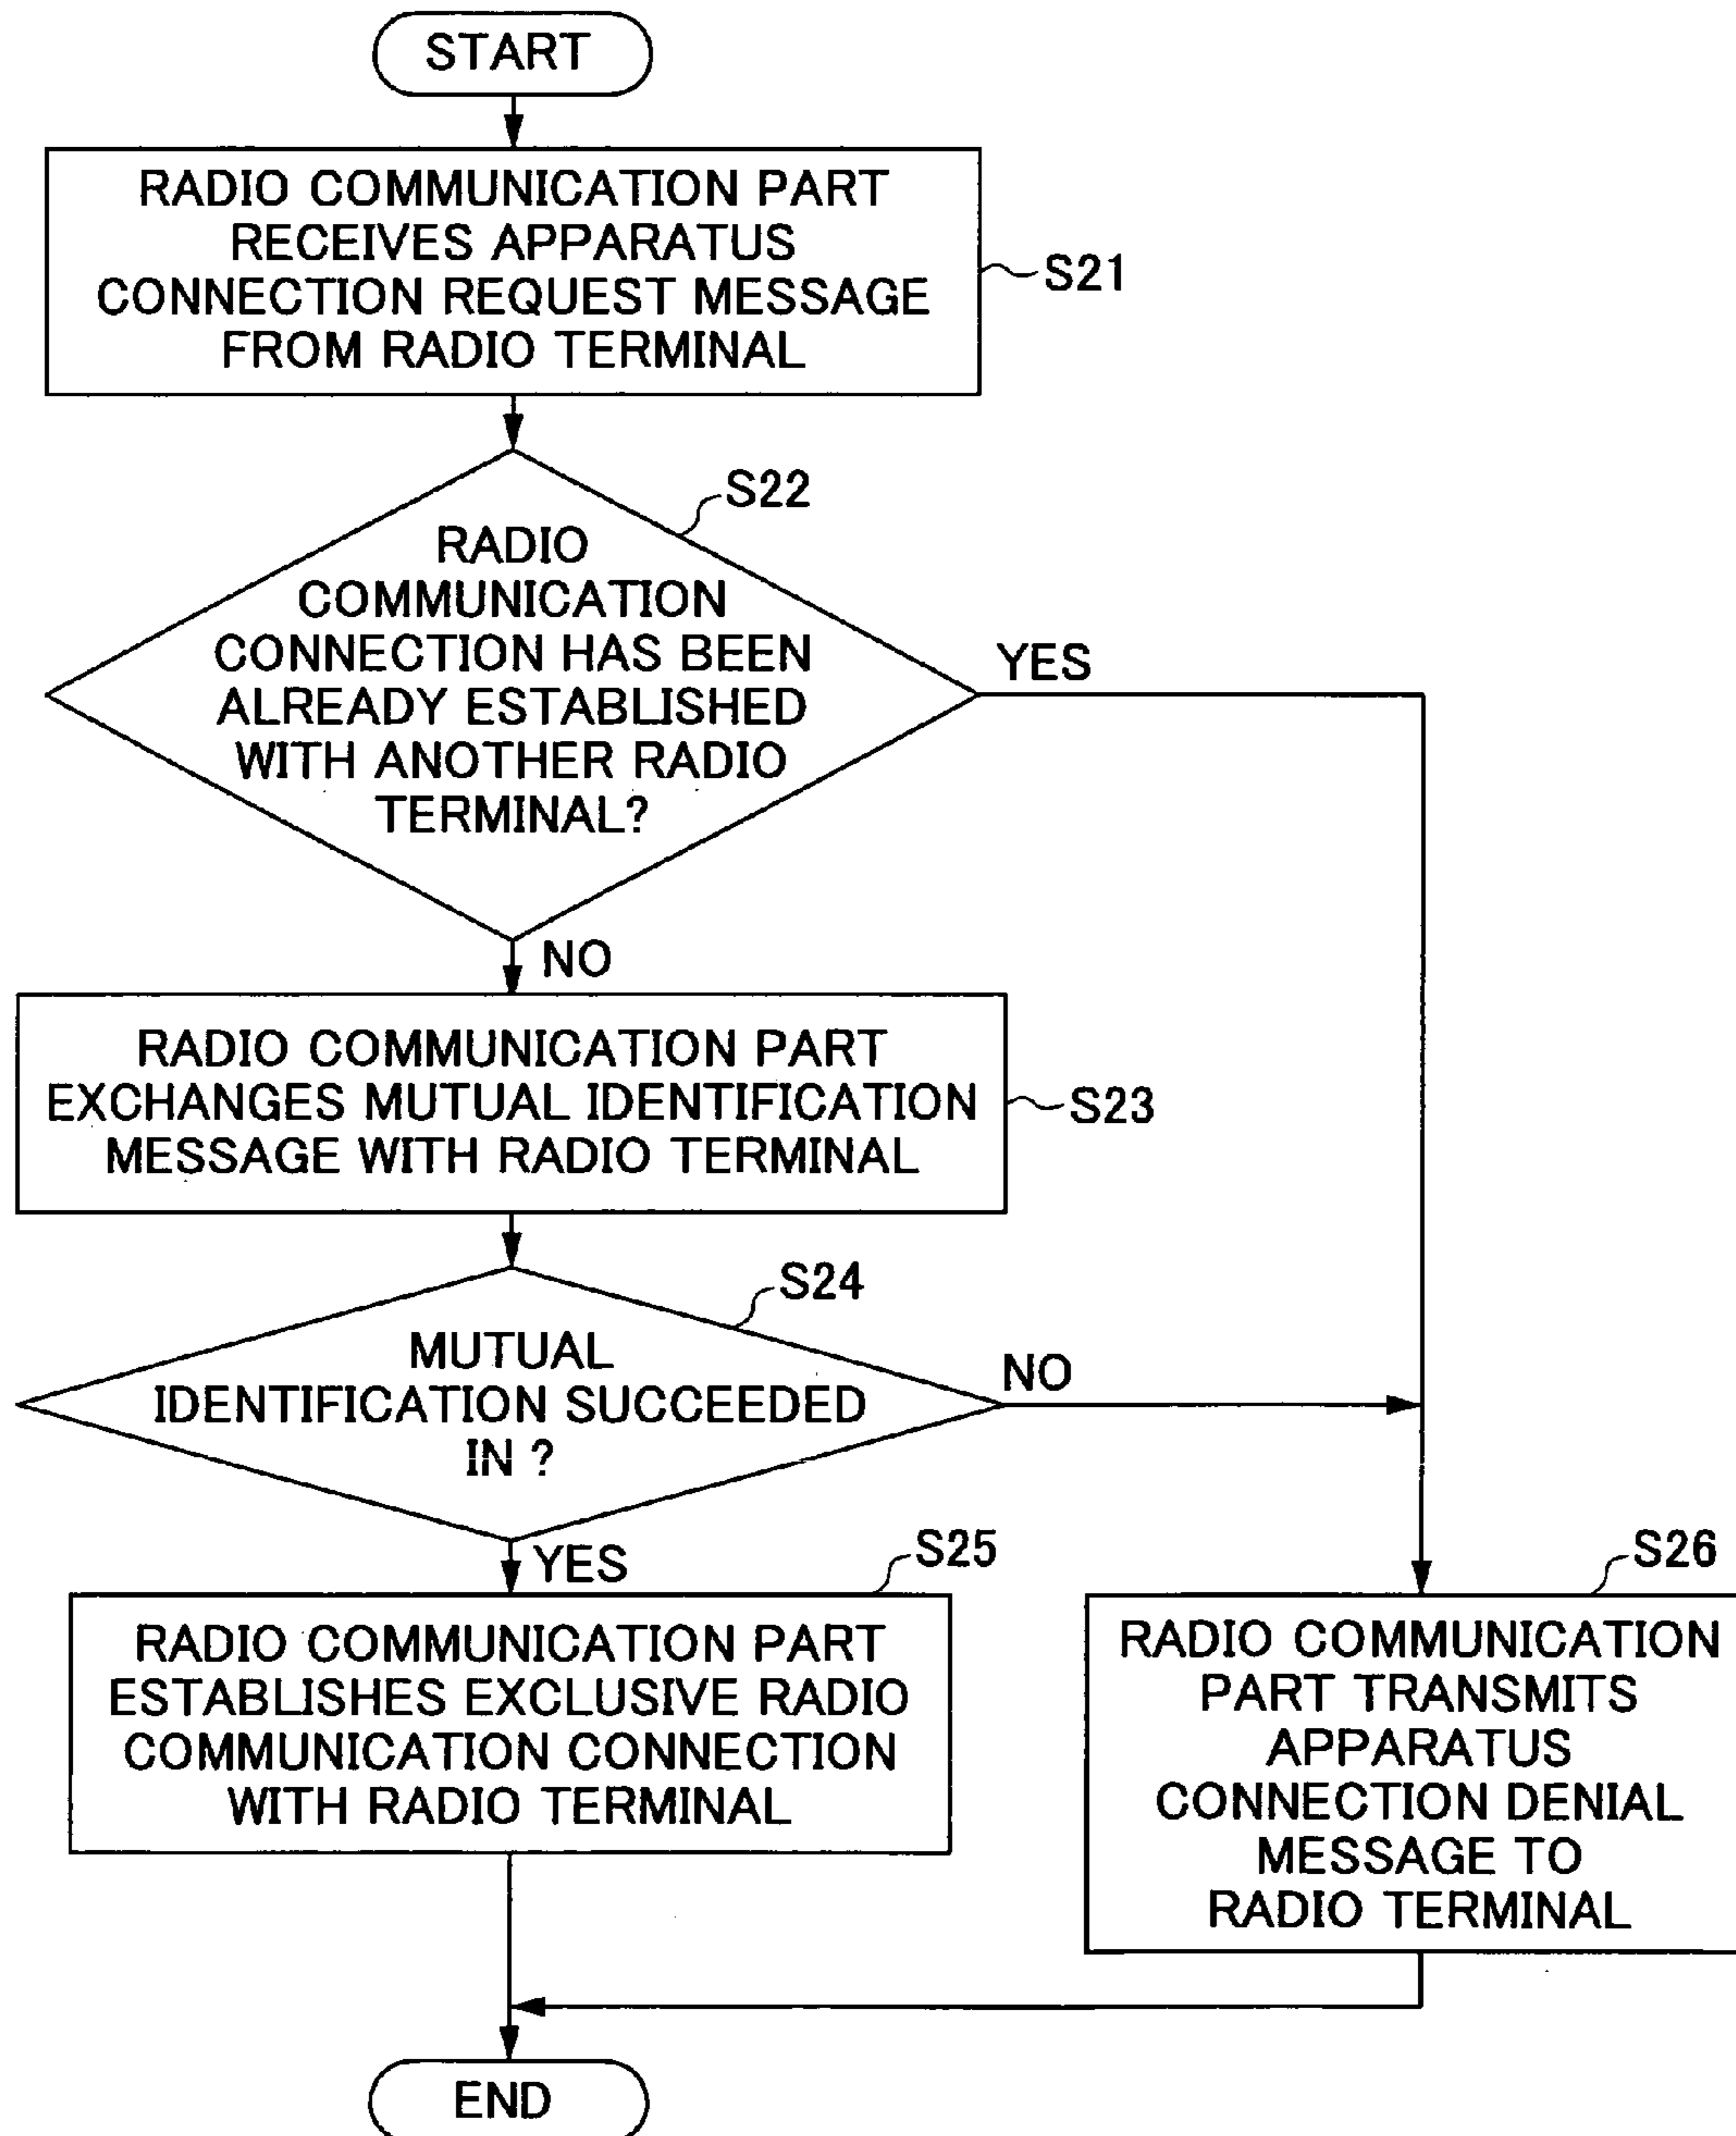 START
RADIO COMMUNICATION PART
RECEIVES APPARATUS
CONNECTION REQUEST MESSAGE
FROM RADIO TERMINAL
S21
S22
RADIO
COMMUNICATION
CONNECTION HAS BEEN
ALREADY ESTABLISHED
WITH ANOTHER RADIO
TERMINAL?
YES
NO
RADIO COMMUNICATION PART
EXCHANGES MUTUAL IDENTIFICATION
MESSAGE WITH RADIO TERMINAL
S23
S24
MUTUAL
IDENTIFICATION SUCCEEDED
IN ?
NO
YES
S25
RADIO COMMUNICATION PART
ESTABLISHES EXCLUSIVE RADIO
COMMUNICATION CONNECTION
WITH RADIO TERMINAL
S26
RADIO COMMUNICATION
PART TRANSMITS
APPARATUS
CONNECTION DENIAL
MESSAGE TO
RADIO TERMINAL
END